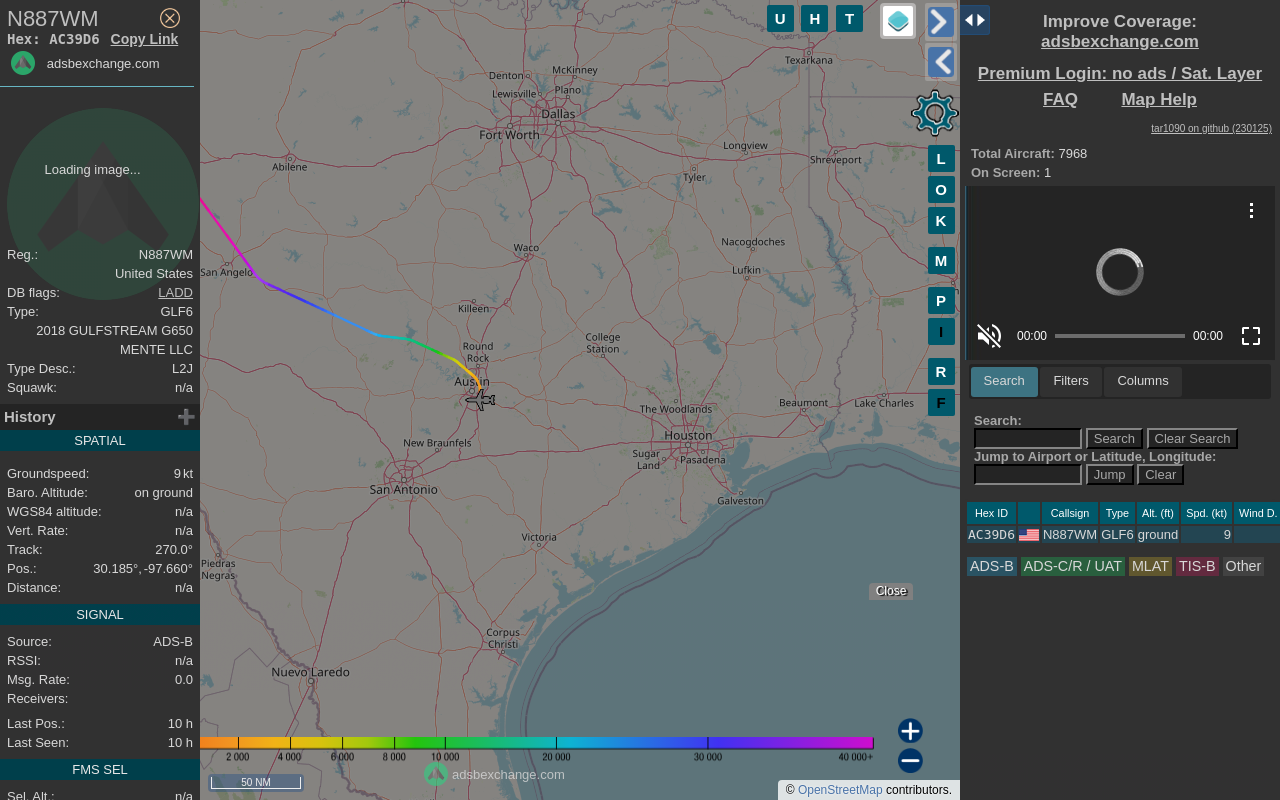 N887WM
Hex: AC39D6 Copy Link
adsbexchange.com
Loading image...
Reg.: N887WM
United States
DB flags: LADD
Type: GLF6
2018 GULFSTREAM G650
MENTE LLC
Type Desc.: L2J
Squawk: n/a
History
SPATIAL
Groundspeed: 9 kt
Baro. Altitude: on ground
WGS84 altitude: n/a
Vert. Rate: n/a
Track: 270.0°
Pos.: 30.185°, -97.660°
Distance: n/a
SIGNAL
Source: ADS-B
RSSI: n/a
Msg. Rate: 0.0
Receivers:
Last Pos.: 10 h
Last Seen: 10 h
FMS SEL
Sel. Alt.: n/a
U H T
L
O
K
M
P
I
R
F
Texarkana
Denton
McKinney
Lewisville
Plano
Dallas
Fort Worth
Abilene
Longview
Shreveport
Tyler
Waco
Nacogdoches
San Angelo
Lufkin
Killeen
Round
Rock
College
Station
Austin
The Woodlands
Beaumont
Lake Charles
New Braunfels
Houston
Sugar
Land
Pasadena
San Antonio
Galveston
Victoria
Piedras
Negras
Close
Corpus
Christi
Nuevo Laredo
2 000 4 000 6 000 8 000 10 000 20 000 30 000 40 000+
adsbexchange.com
50 NM
© OpenStreetMap contributors.
Improve Coverage:
adsbexchange.com
Premium Login: no ads / Sat. Layer
FAQ Map Help
tar1090 on github (230125)
Total Aircraft: 7968
On Screen: 1
00:00 00:00
Search Filters Columns
Search:
Search Clear Search
Jump to Airport or Latitude, Longitude:
Jump Clear
Hex ID Callsign Type Alt. (ft) Spd. (kt) Wind D.
AC39D6 N887WM GLF6 ground 9
ADS-B ADS-C/R / UAT MLAT TIS-B Other